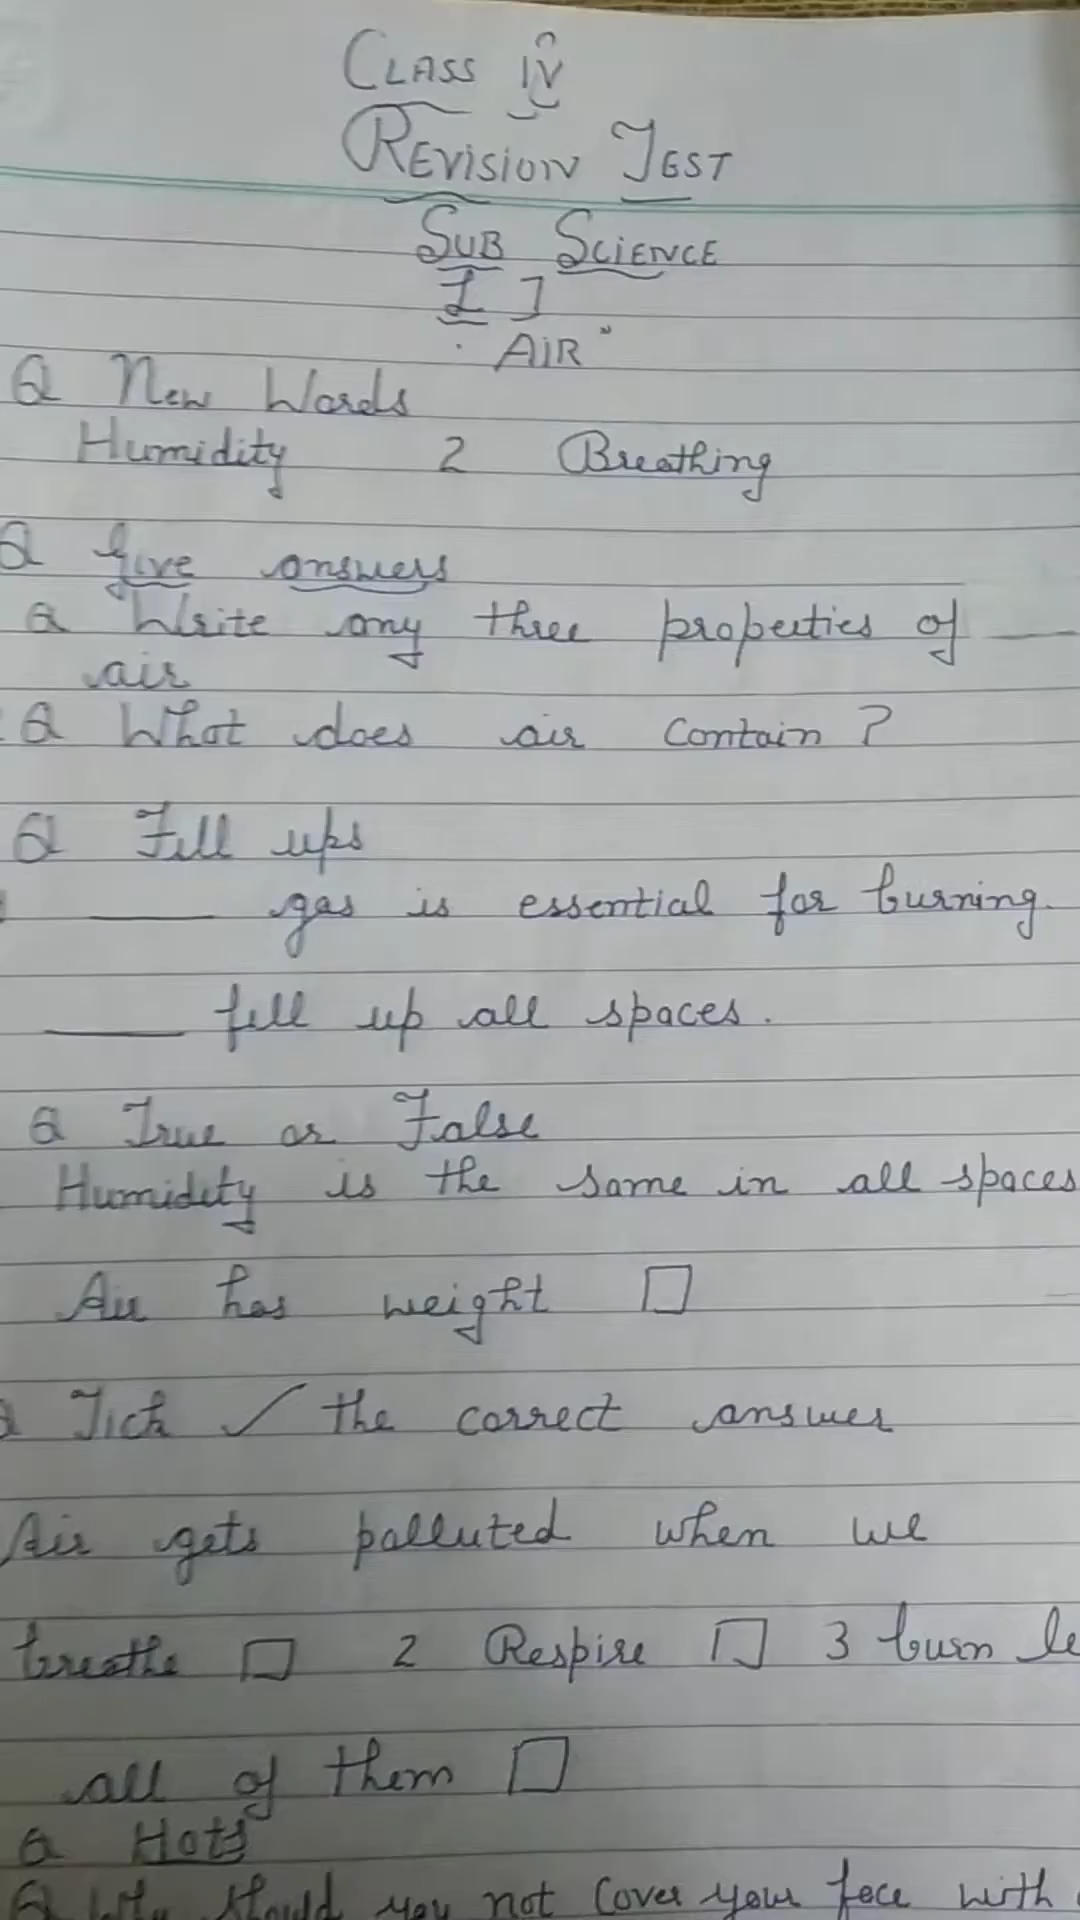 CLASS IV
REVISION TEST
SUB SCIENCE
L 7
"AIR"
Q New Words
Humidity 2 Breathing
Q Give answers
Q Write any three properties of
air
Q What does air contain ?
Q Fill ups
____ gas is essential for burning.
____ fill up all spaces.
Q True or False
Humidity is the same in all spaces
Air has weight
Tick ✓ the correct answer
Air gets polluted when we
breathe 2 Respire 3 burn
all of them
Q Hots
Q Why should you not cover your face with